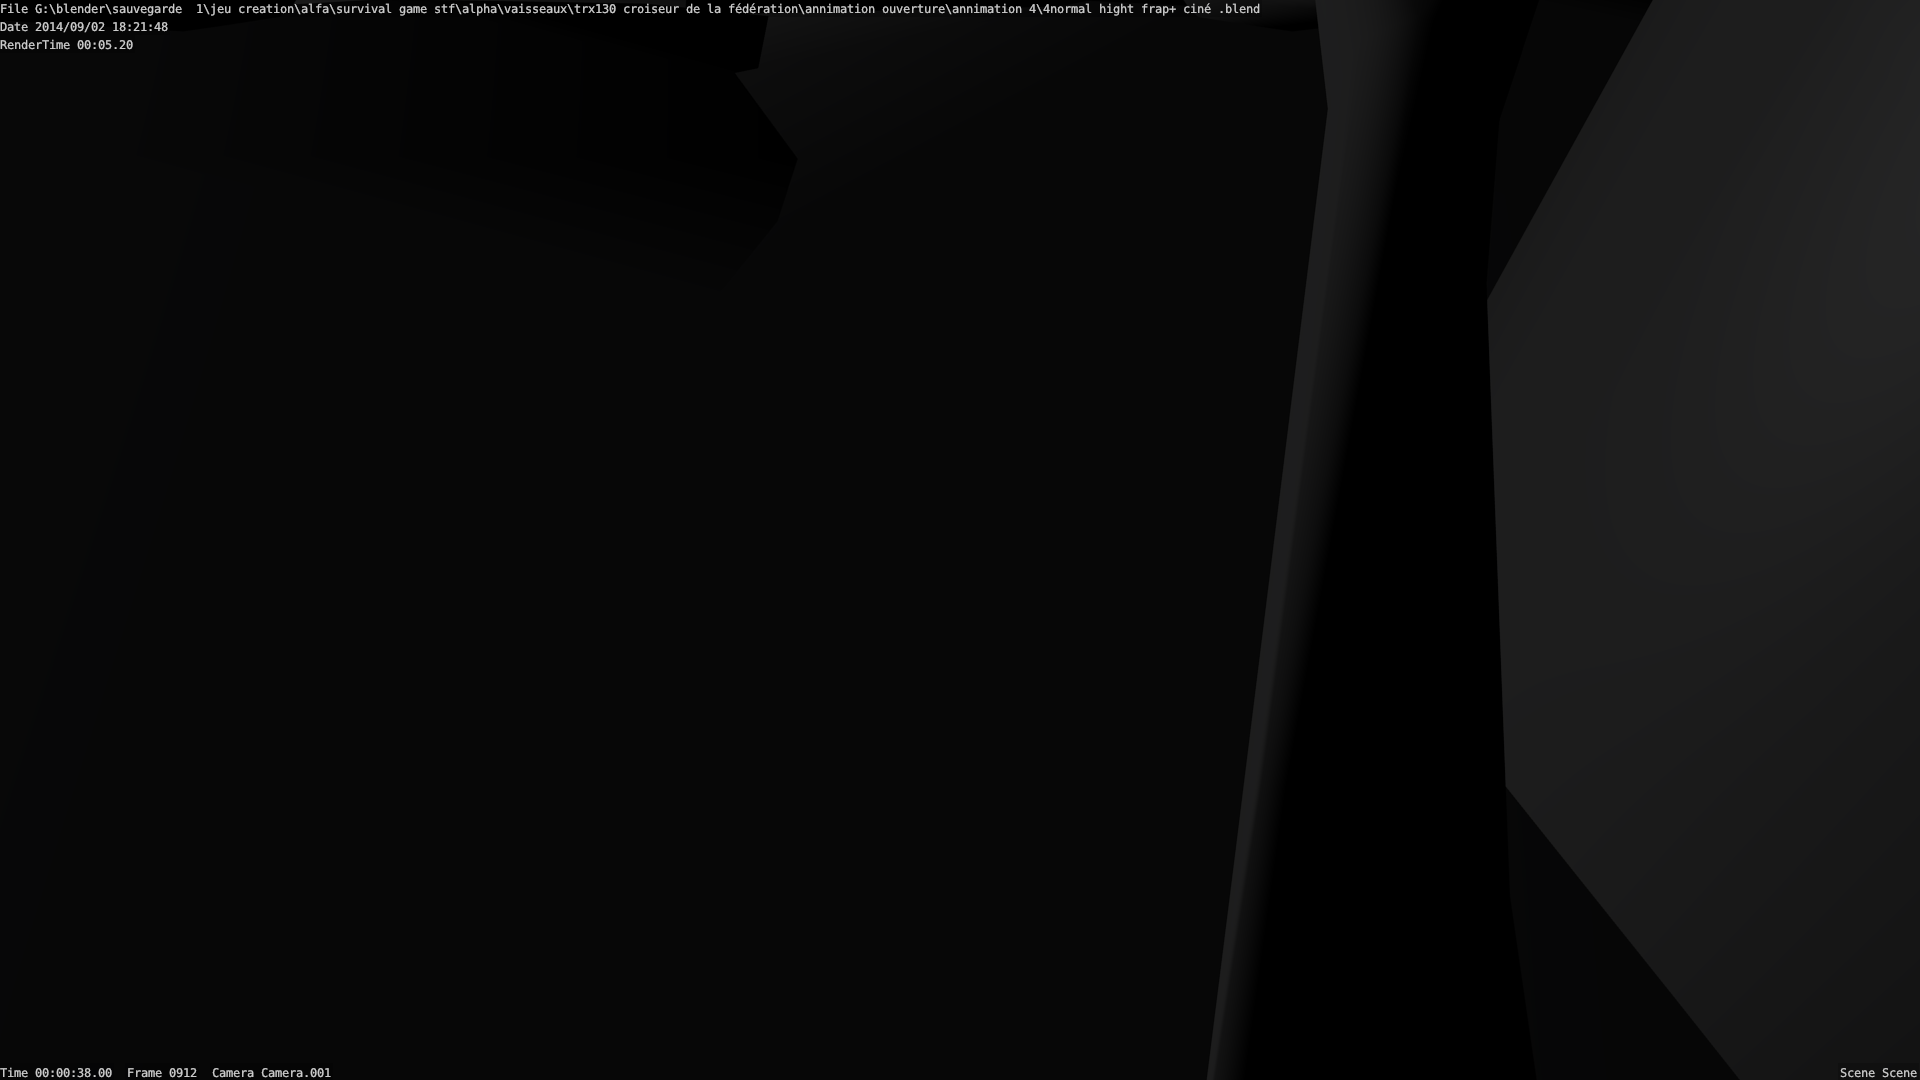 File G:\blender\sauvegarde  1\jeu creation\alfa\survival game stf\alpha\vaisseaux\trx130 croiseur de la fédération\annimation ouverture\annimation 4\4normal hight frap+ ciné .blend
Date 2014/09/02 18:21:48
RenderTime 00:05.20
Time 00:00:38.00  Frame 0912  Camera Camera.001
Scene Scene